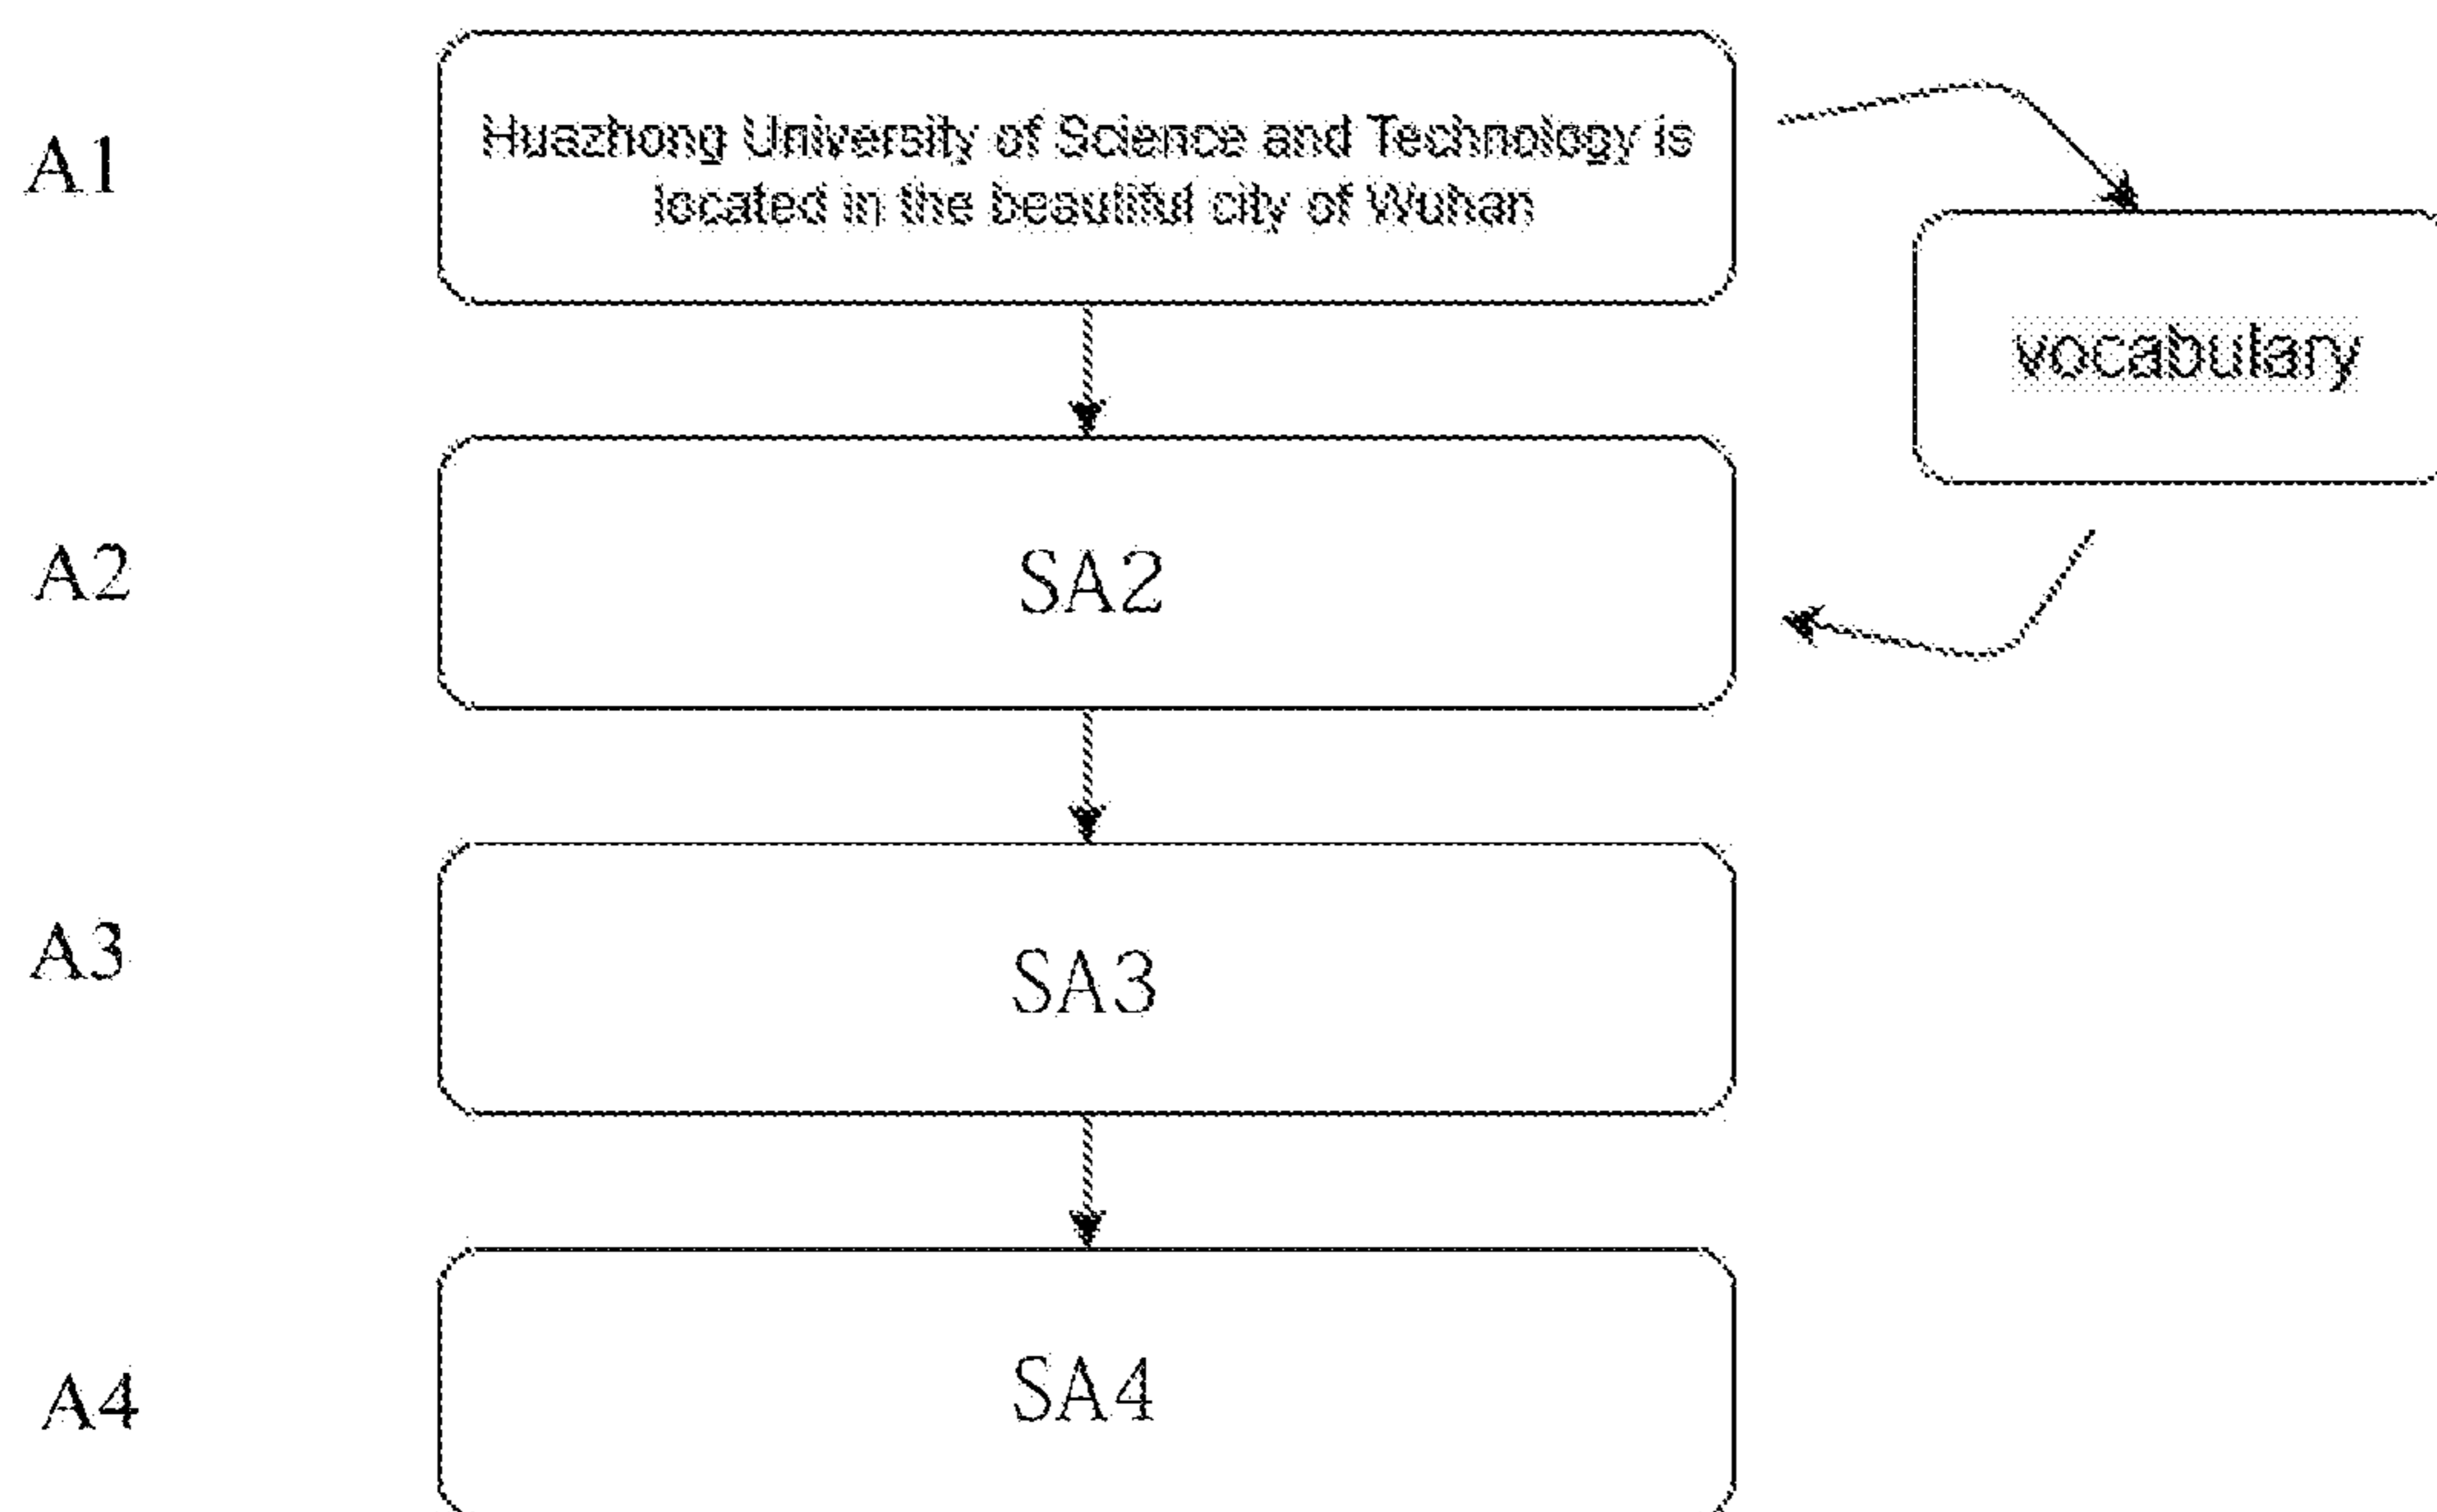 A1
Huazhong University of Science and Technology is
located in the beautiful city of Wuhan
vocabulary
A2
SA2
A3
SA3
A4
SA4